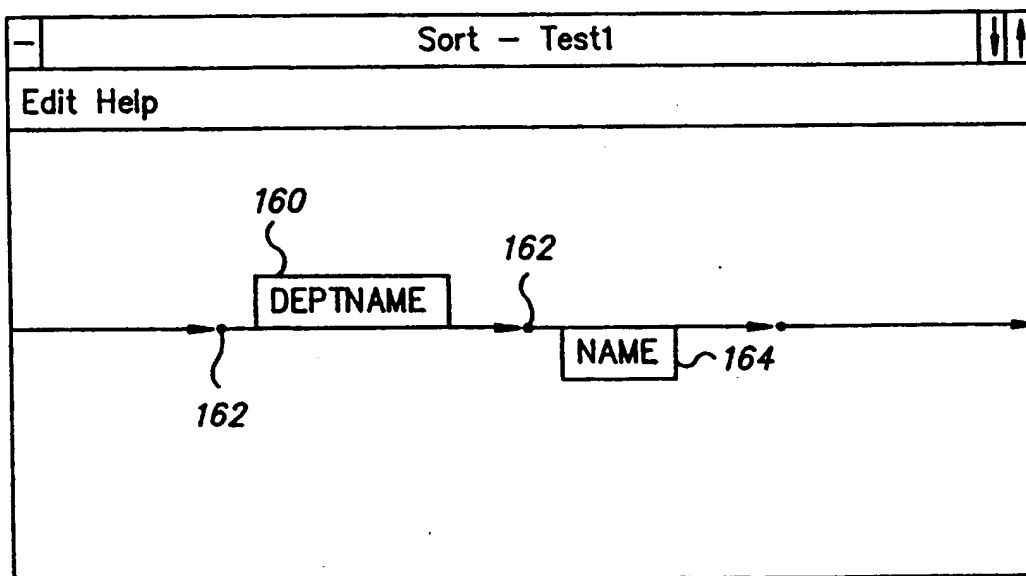 Sort - Test1
Edit Help
160
162
DEPTNAME
NAME
164
162